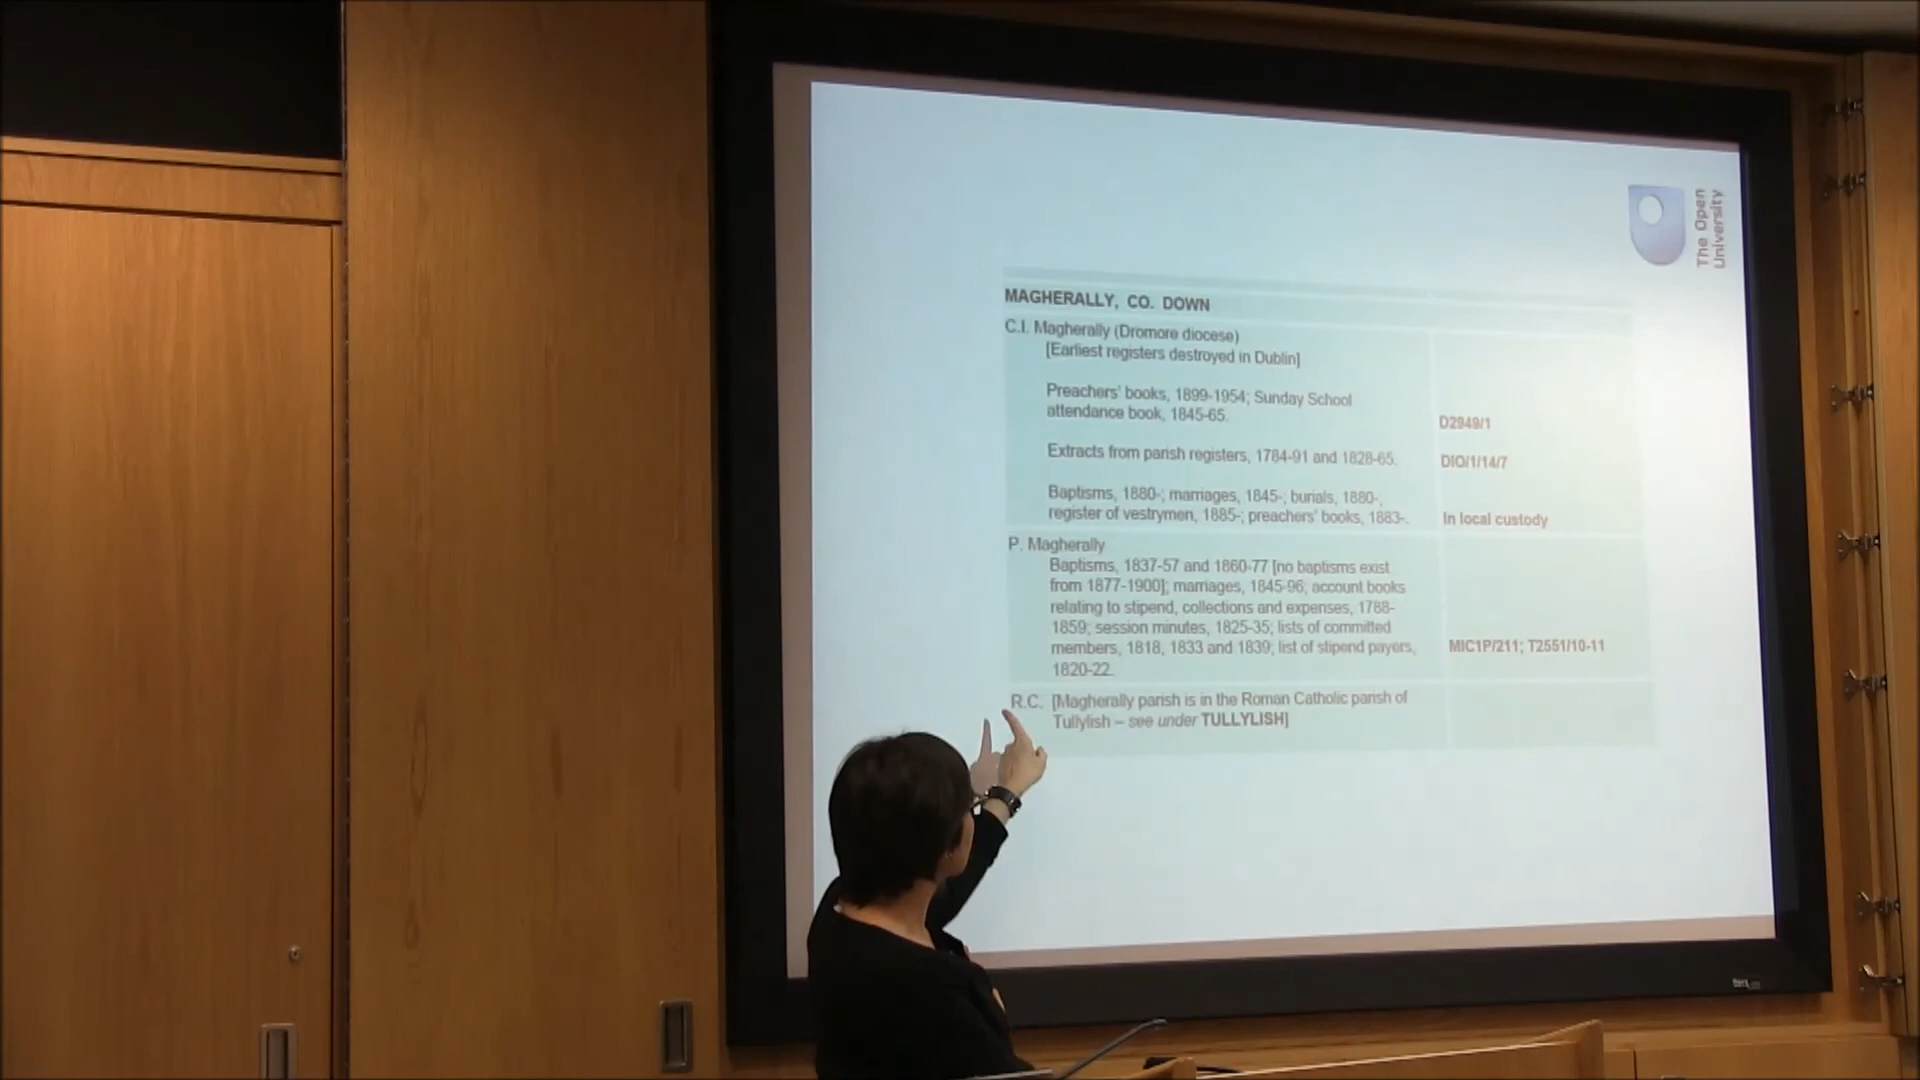 The Open
University
MAGHERALLY, CO. DOWN
C.I. Magherally (Dromore diocese)
[Earliest registers destroyed in Dublin]
Preachers' books, 1899-1954; Sunday School
attendance book, 1845-65.
D2949/1
Extracts from parish registers, 1784-91 and 1828-65.
DIO/1/14/7
Baptisms, 1880-; marriages, 1845-; burials, 1880-;
register of vestrymen, 1885-; preachers' books, 1883-.
In local custody
P. Magherally
Baptisms, 1837-57 and 1860-77 [no baptisms exist
from 1877-1900]; marriages, 1845-96; account books
relating to stipend, collections and expenses, 1788-
1859; session minutes, 1825-35; lists of committed
members, 1818, 1833 and 1839; list of stipend payers,
1820-22.
MIC1P/211; T2551/10-11
R.C. [Magherally parish is in the Roman Catholic parish of
Tullylish – see under TULLYLISH]